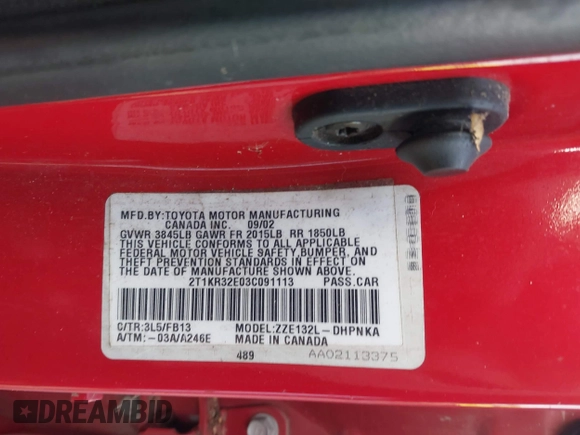 MFD.BY:TOYOTA MOTOR MANUFACTURING
CANADA INC. 09/02
GVWR 3845LB GAWR FR 2015LB RR 1850LB
THIS VEHICLE CONFORMS TO ALL APPLICABLE
FEDERAL MOTOR VEHICLE SAFETY,BUMPER, AND
THEFT PREVENTION STANDARDS IN EFFECT ON
THE DATE OF MANUFACTURE SHOWN ABOVE.
2T1KR32E03C091113 PASS.CAR
C/TR:3L5/FB13 MODEL:ZZE132L-DHPNKA
A/TM:-03A/A246E MADE IN CANADA
489 AA02113375
DREAMBID